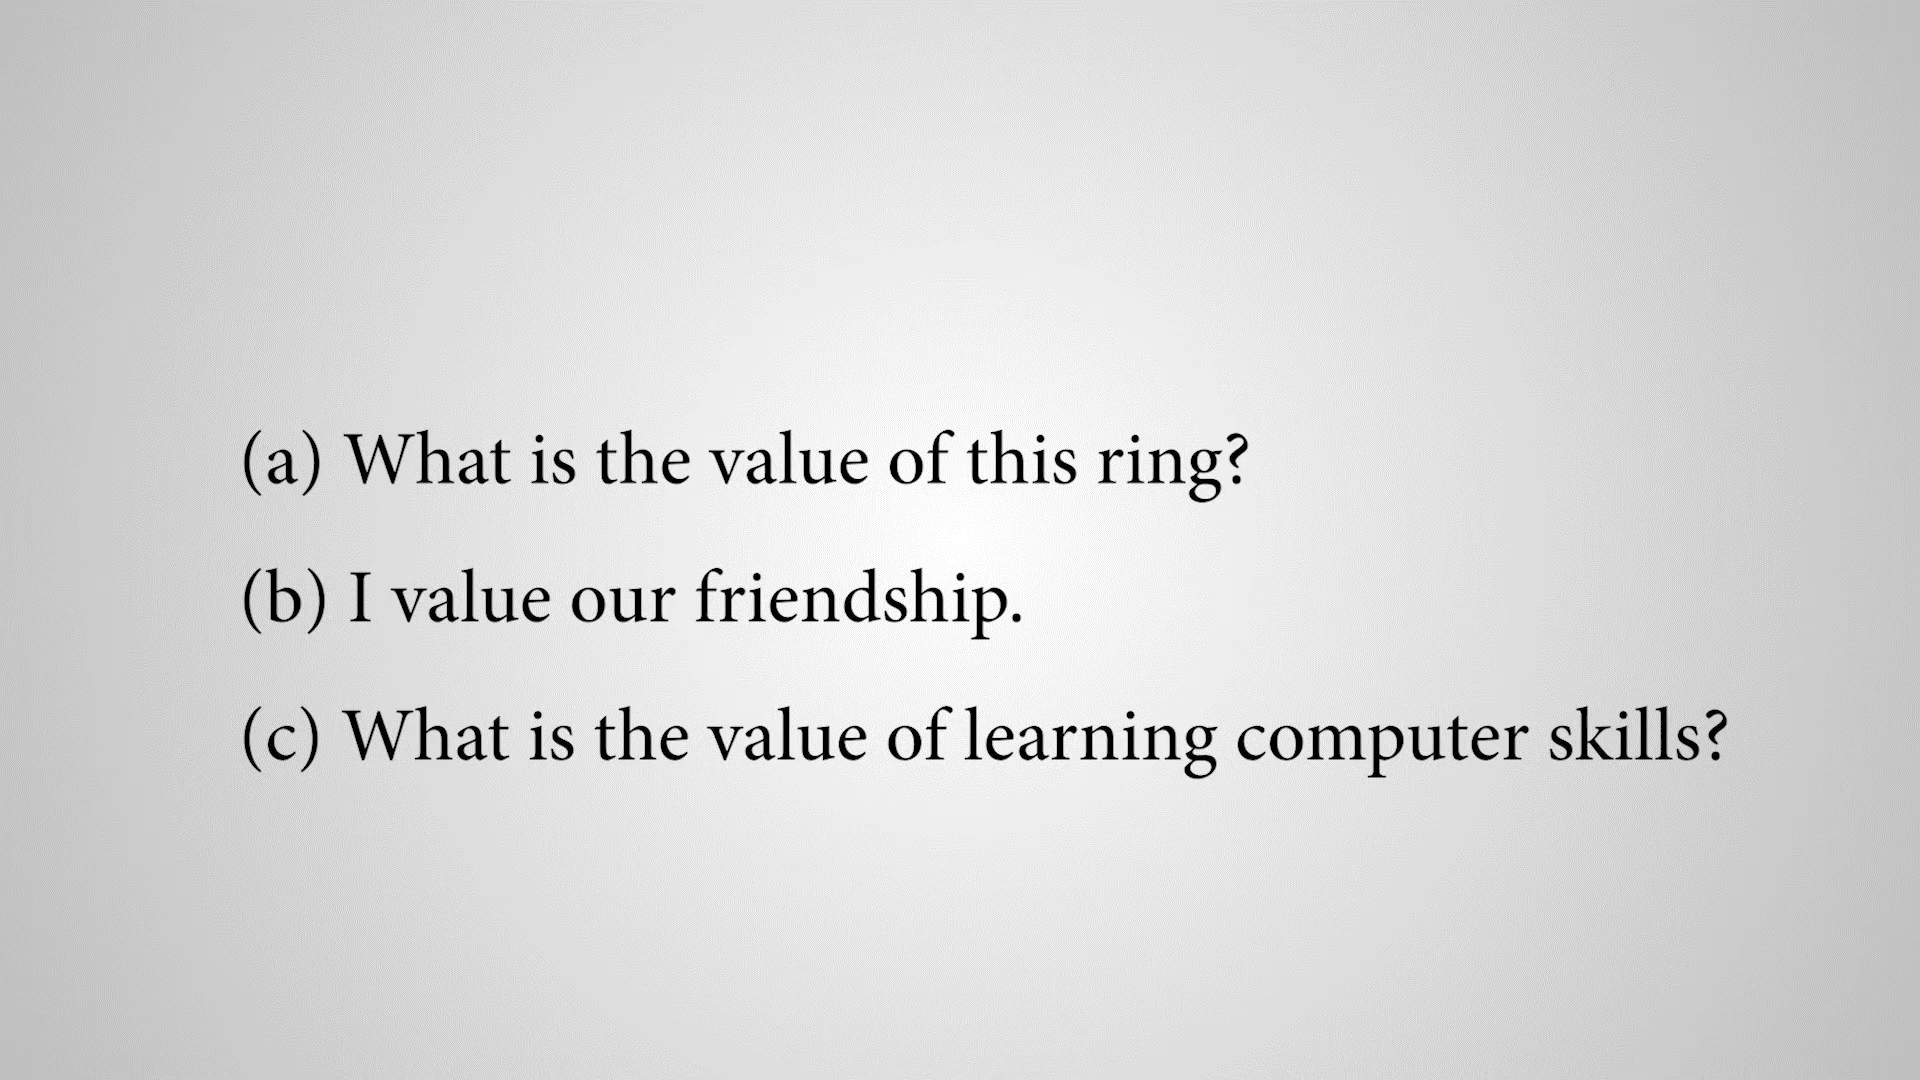 (a) What is the value of this ring?
(b) I value our friendship.
(c) What is the value of learning computer skills?